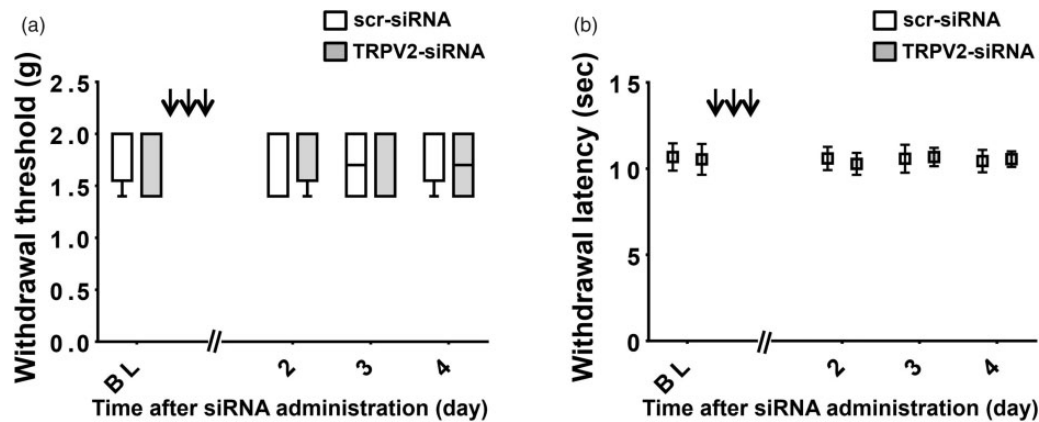 (a)
scr-siRNA
TRPV2-siRNA
Withdrawal threshold (g)
2.5
2.0
1.5
1.0
0.5
0.0
B L
2
3
4
Time after siRNA administration (day)
(b)
scr-siRNA
TRPV2-siRNA
Withdrawal latency (sec)
15
10
5
0
B L
2
3
4
Time after siRNA administration (day)